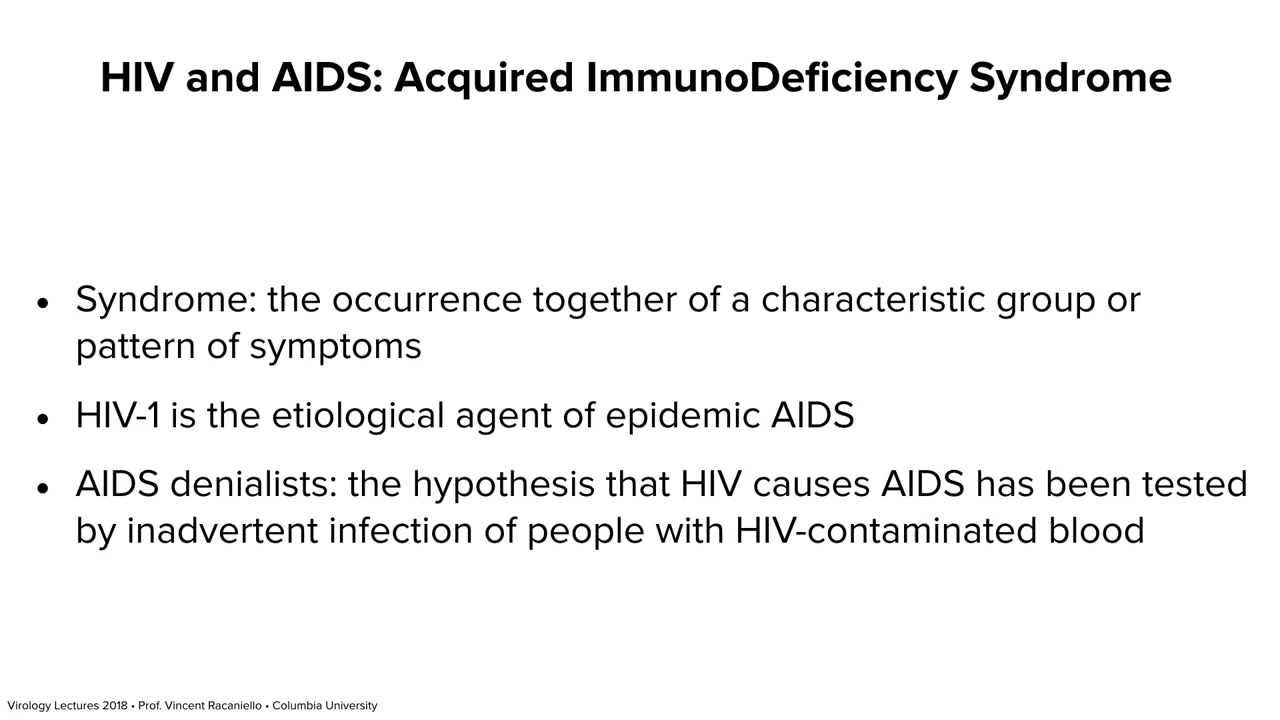 HIV and AIDS: Acquired ImmunoDeficiency Syndrome
• Syndrome: the occurrence together of a characteristic group or
pattern of symptoms
• HIV-1 is the etiological agent of epidemic AIDS
• AIDS denialists: the hypothesis that HIV causes AIDS has been tested
by inadvertent infection of people with HIV-contaminated blood
Virology Lectures 2018 • Prof. Vincent Racaniello • Columbia University